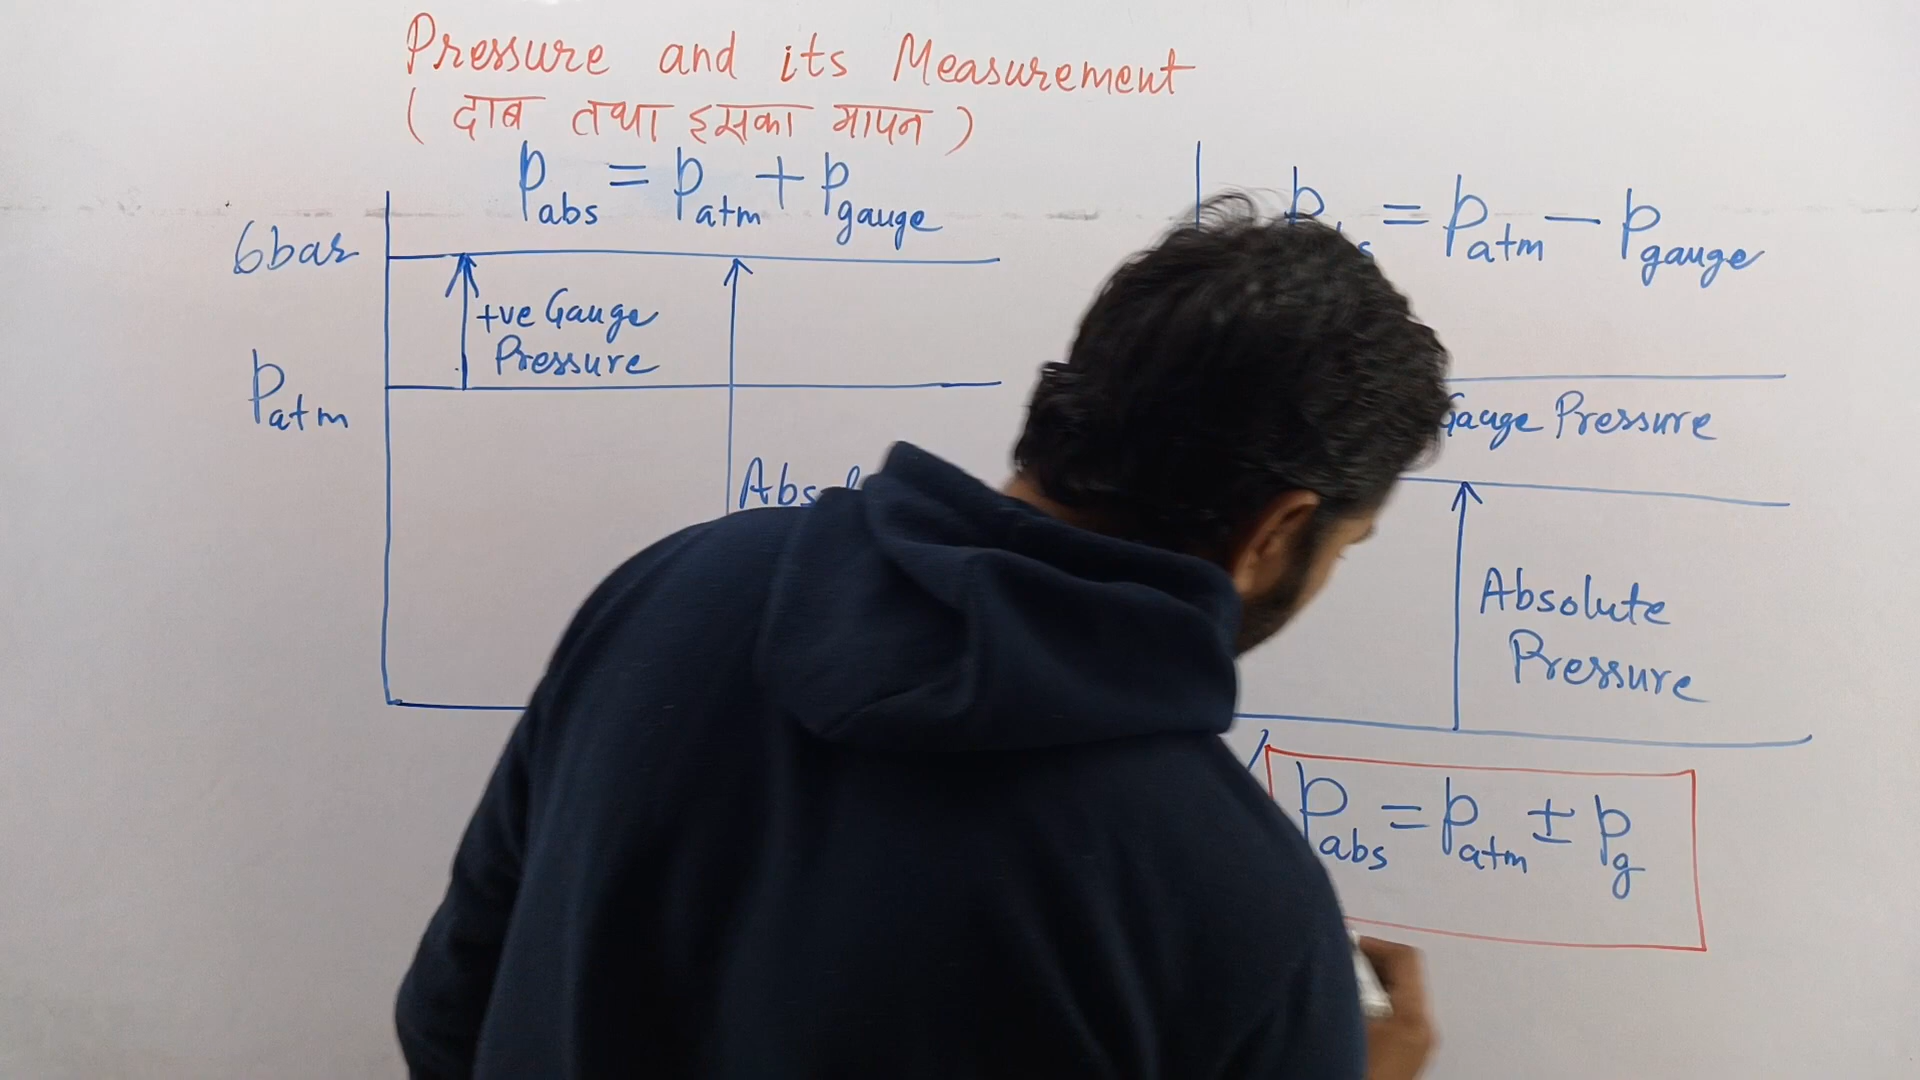 Pressure and its Measurement
( दाब तथा इसका मापन )
Pabs = Patm + Pgauge
= Patm − Pgauge
6bar
+ve Gauge
Pressure
Patm
Gauge Pressure
Absolute
Pressure
Pabs = Patm ± Pg